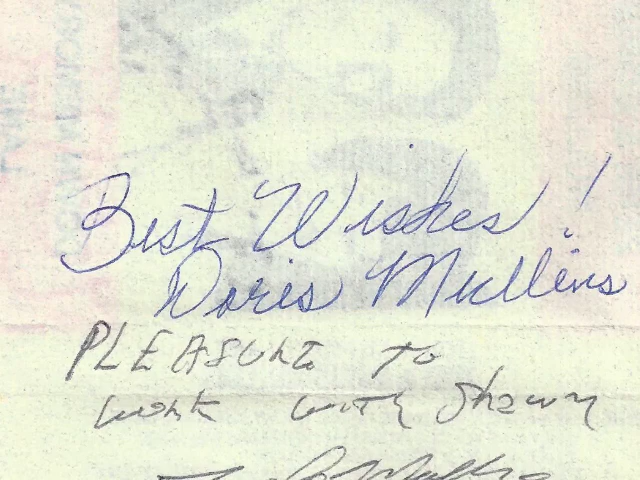 Best Wishes!
Doris Mullins
PLEASURE TO
work with Shawn